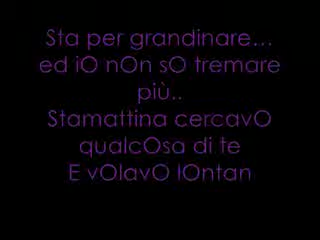 Sta per grandinare...
ed iO nOn sO tremare
più..
Stamattina cercavO
qualcOsa di te
E vOlavO lOntan